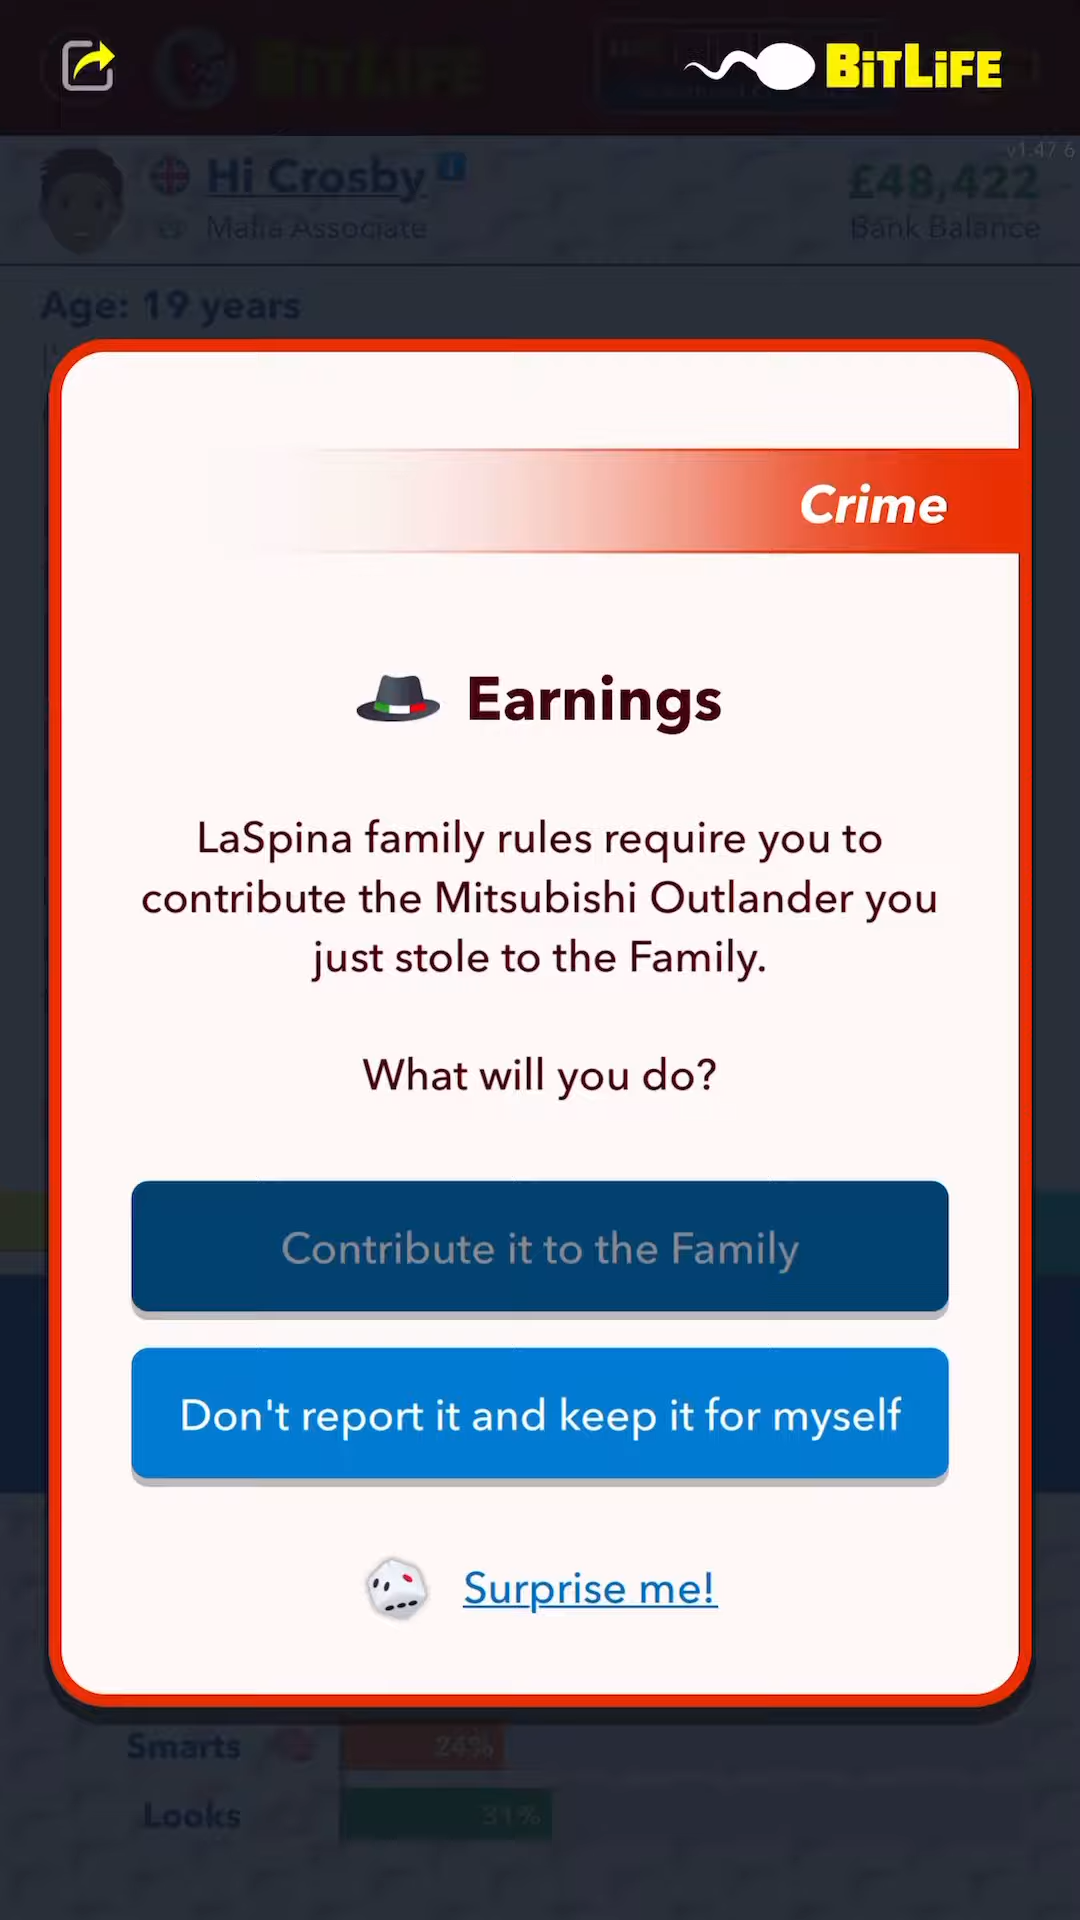 BiTLiFE
v1.47 6
Hi Crosby
£48,422
Mafia Associate
Bank Balance
Age: 19 years
Crime
Earnings
LaSpina family rules require you to
contribute the Mitsubishi Outlander you
just stole to the Family.
What will you do?
Contribute it to the Family
Don't report it and keep it for myself
Surprise me!
Smarts
24%
Looks
31%